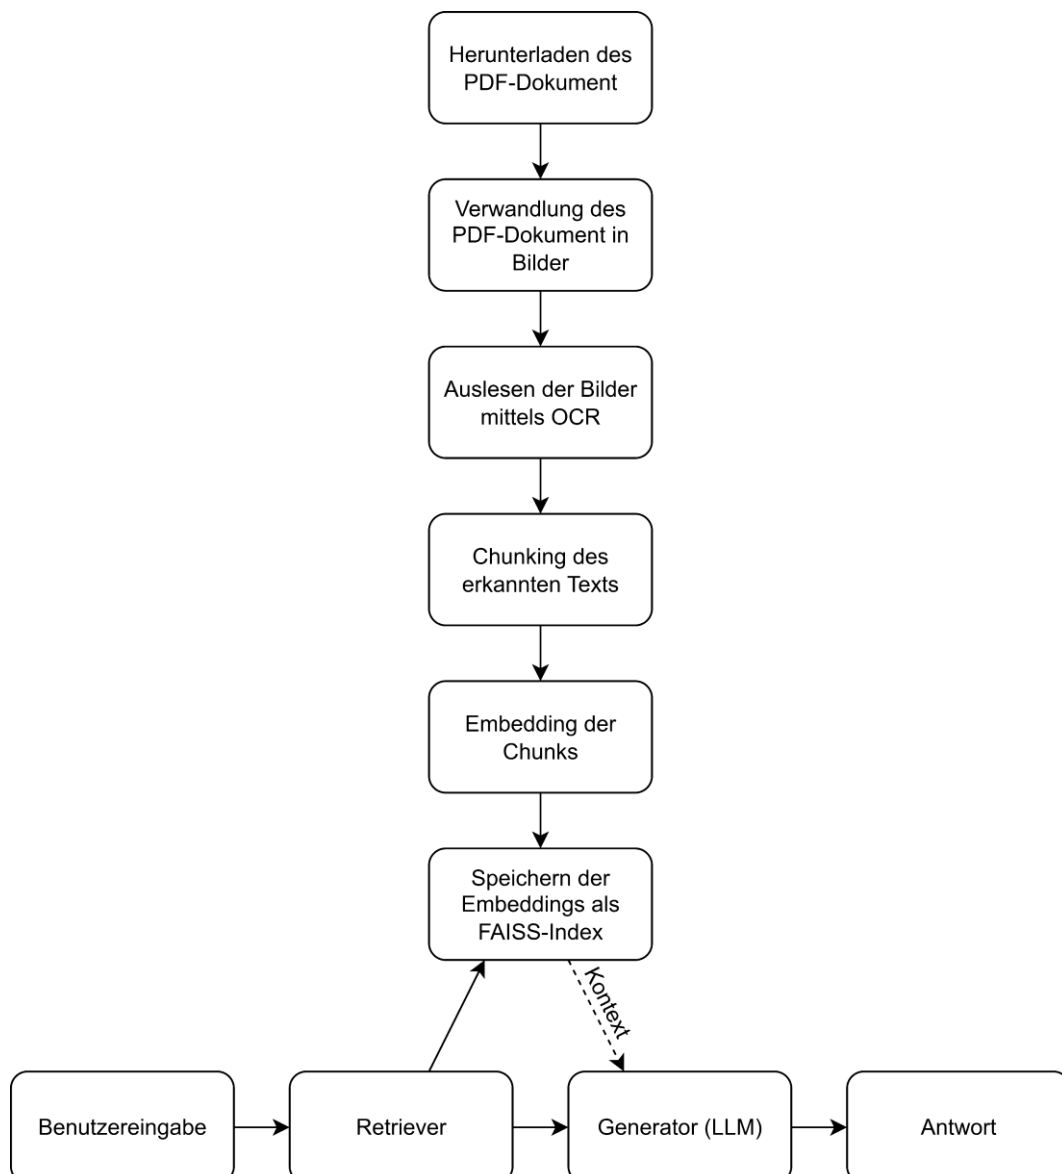 Herunterladen des
PDF-Dokument
Verwandlung des
PDF-Dokument in
Bilder
Auslesen der Bilder
mittels OCR
Chunking des
erkannten Texts
Embedding der
Chunks
Speichern der
Embeddings als
FAISS-Index
Kontext
Benutzereingabe
Retriever
Generator (LLM)
Antwort